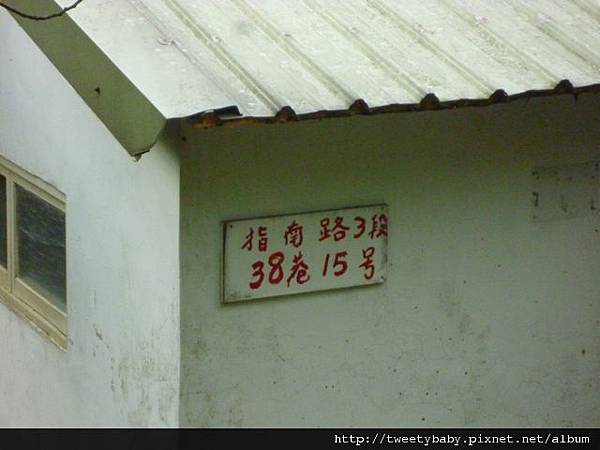 指南路3段
38巷15号
http://tweetybaby.pixnet.net/album